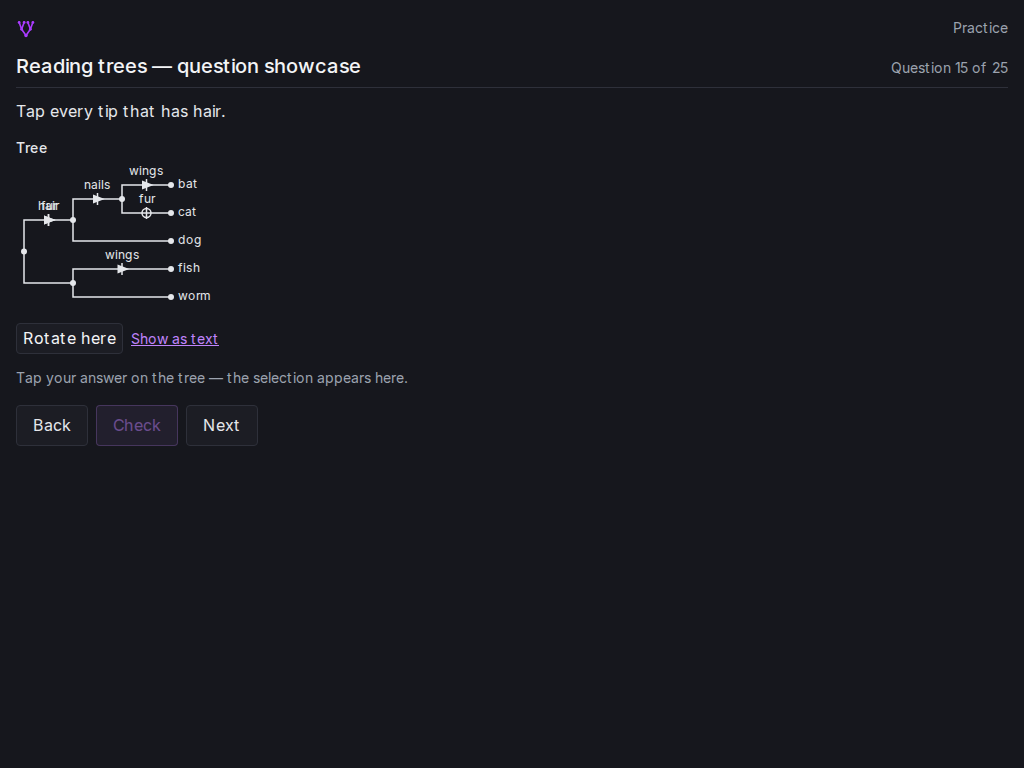 Practice
Reading trees — question showcase
Question 15 of 25
Tap every tip that has hair.
Tree
wings
nails
bat
fur
cat
dog
wings
fish
worm
Rotate here
Show as text
Tap your answer on the tree — the selection appears here.
Back
Check
Next